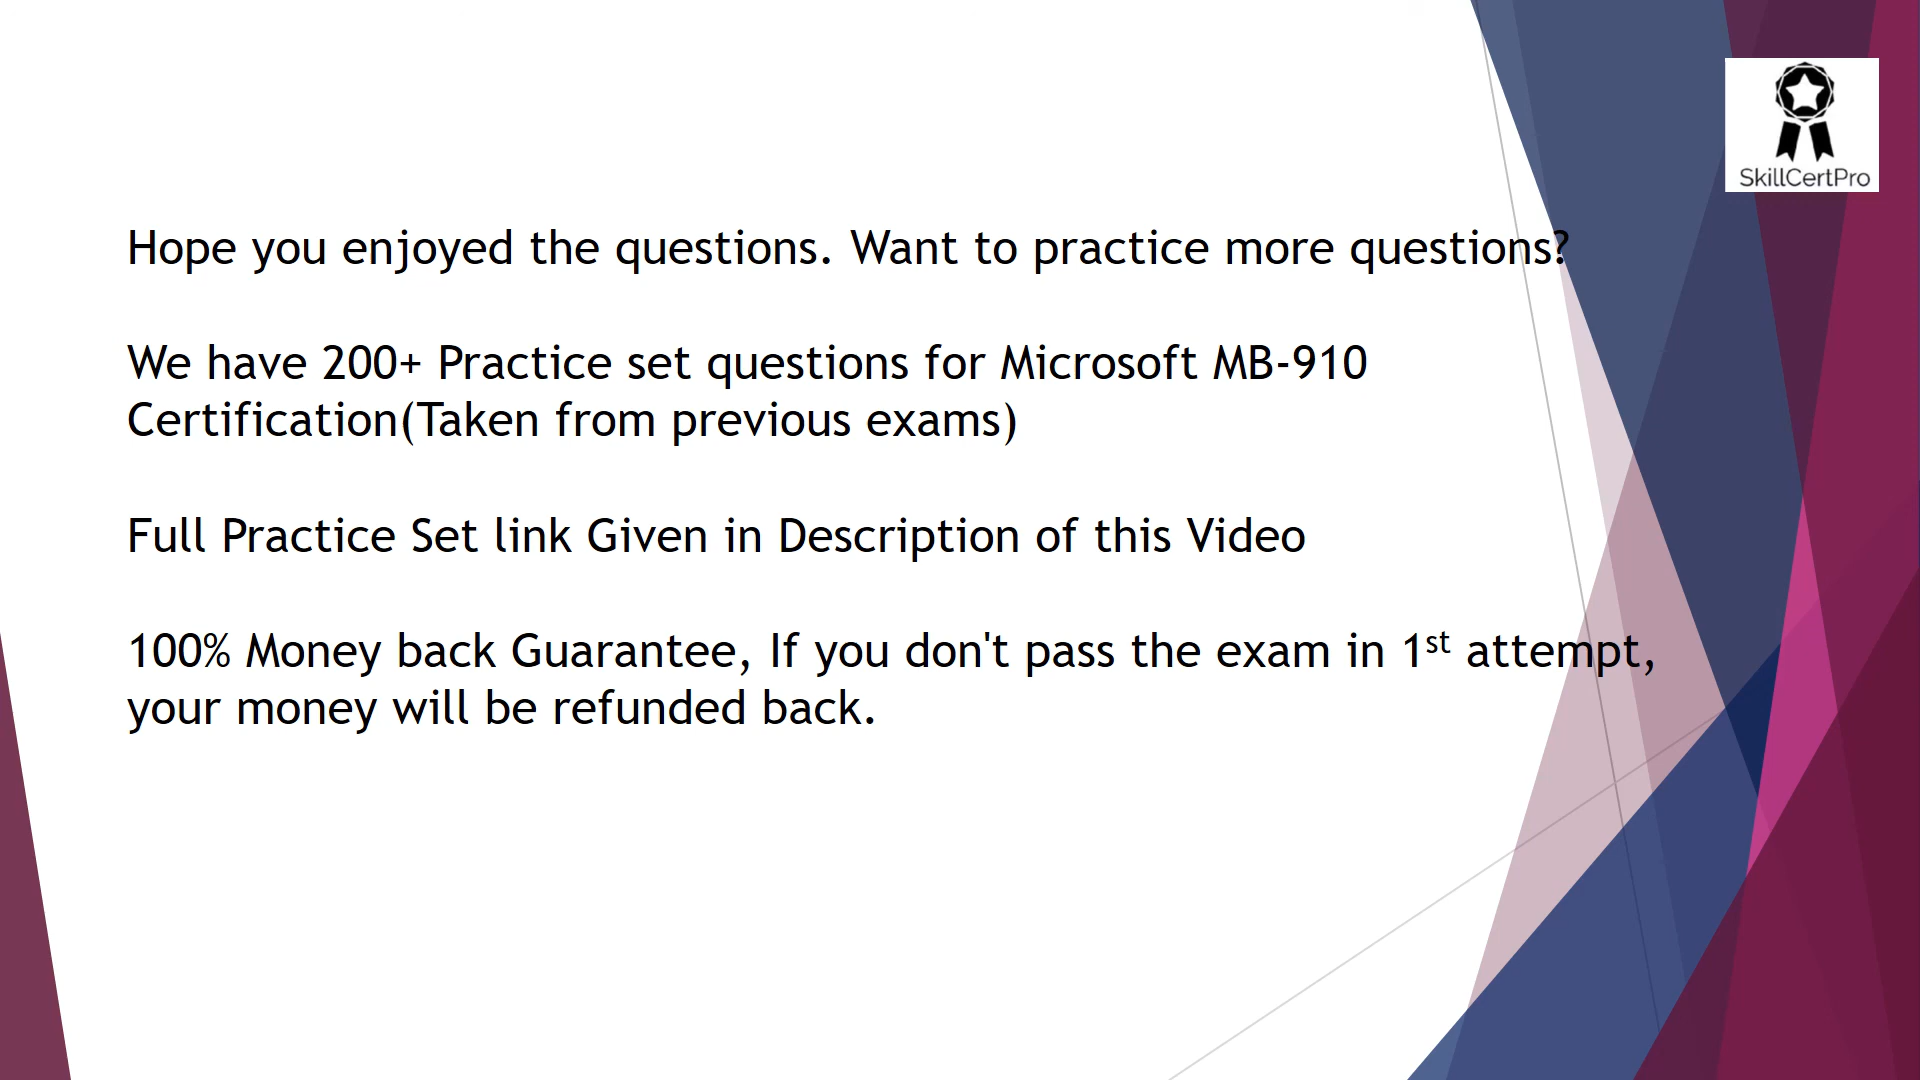 SkillCertPro
Hope you enjoyed the questions. Want to practice more questions?
We have 200+ Practice set questions for Microsoft MB-910
Certification(Taken from previous exams)
Full Practice Set link Given in Description of this Video
100% Money back Guarantee, If you don't pass the exam in 1st attempt,
your money will be refunded back.